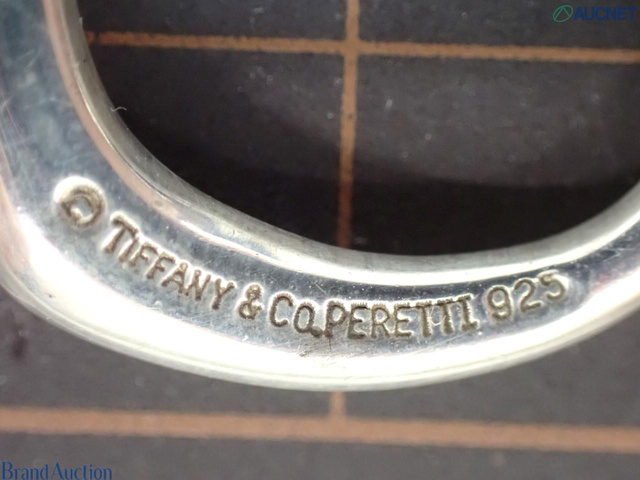 AUCNET
© TIFFANY & CO. PERETTI 925
Brand Auction